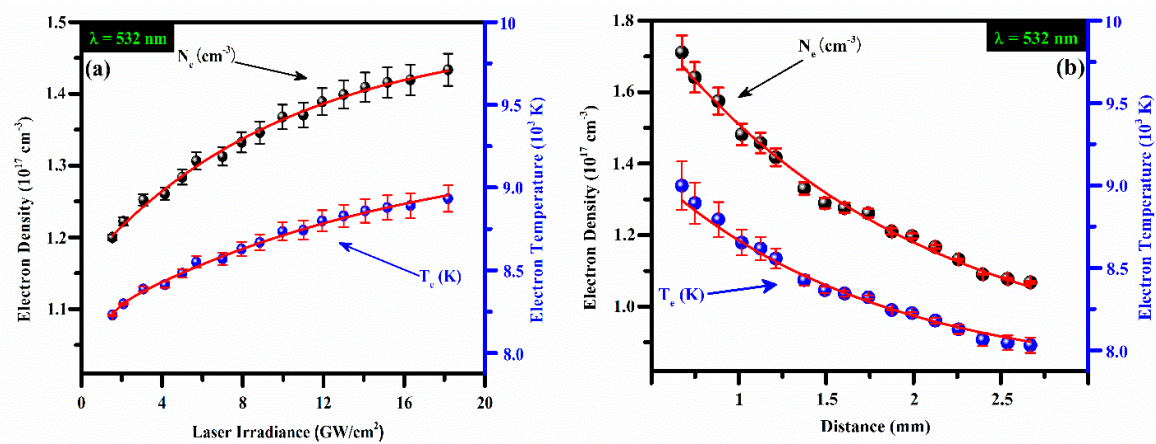 λ = 532 nm
(a)
Nₑ (cm⁻³)
Tₑ (K)
Electron Density (10¹⁷ cm⁻³)
1.5
1.4
1.3
1.2
1.1
Electron Temperature (10³ K)
10
9.5
9.0
8.5
8.0
0 4 8 12 16 20
Laser Irradiance (GW/cm²)
λ = 532 nm
(b)
Nₑ (cm⁻³)
Tₑ (K)
Electron Density (10¹⁷ cm⁻³)
1.8
1.6
1.4
1.2
1.0
Electron Temperature (10³ K)
10
9.5
9.0
8.5
8.0
1 1.5 2 2.5
Distance (mm)